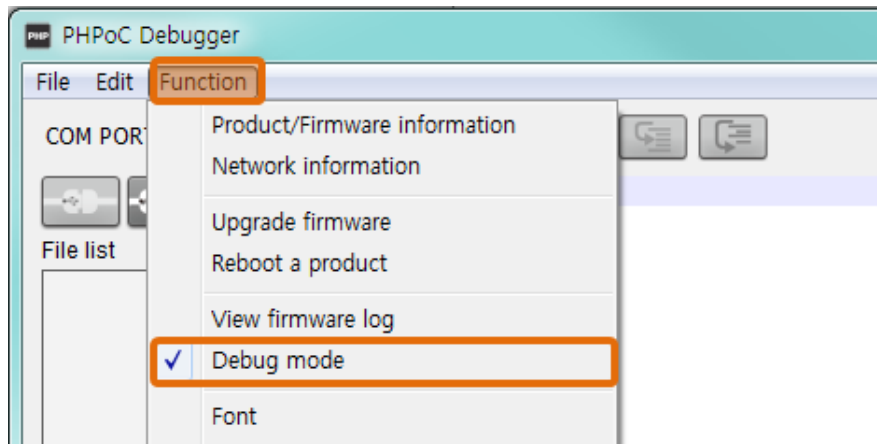 PHP PHPoC Debugger
File Edit Function
COM POR
Product/Firmware information
Network information
Upgrade firmware
File list
Reboot a product
View firmware log
✓ Debug mode
Font